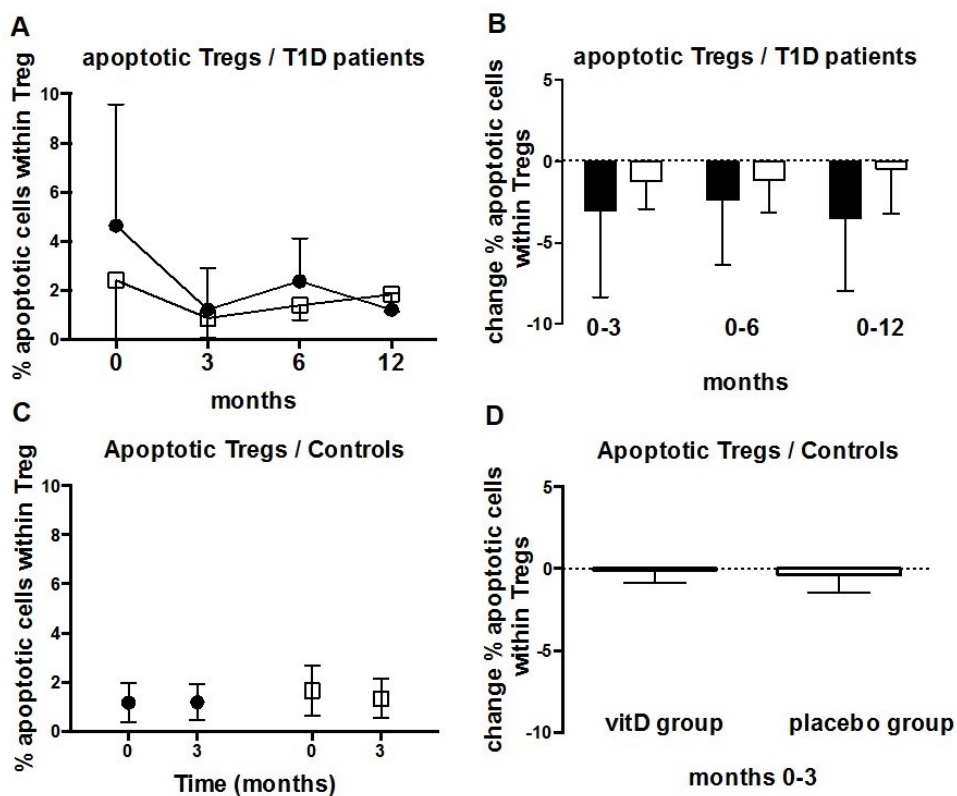 A
apoptotic Tregs / T1D patients
% apoptotic cells within Treg
10
8
6
4
2
0
0 3 6 12
months
B
apoptotic Tregs / T1D patients
change % apoptotic cells
within Tregs
5
0
-5
-10
0-3 0-6 0-12
months
C
Apoptotic Tregs / Controls
% apoptotic cells within Treg
10
8
6
4
2
0
0 3 0 3
Time (months)
D
Apoptotic Tregs / Controls
change % apoptotic cells
within Tregs
5
0
-5
-10
vitD group placebo group
months 0-3